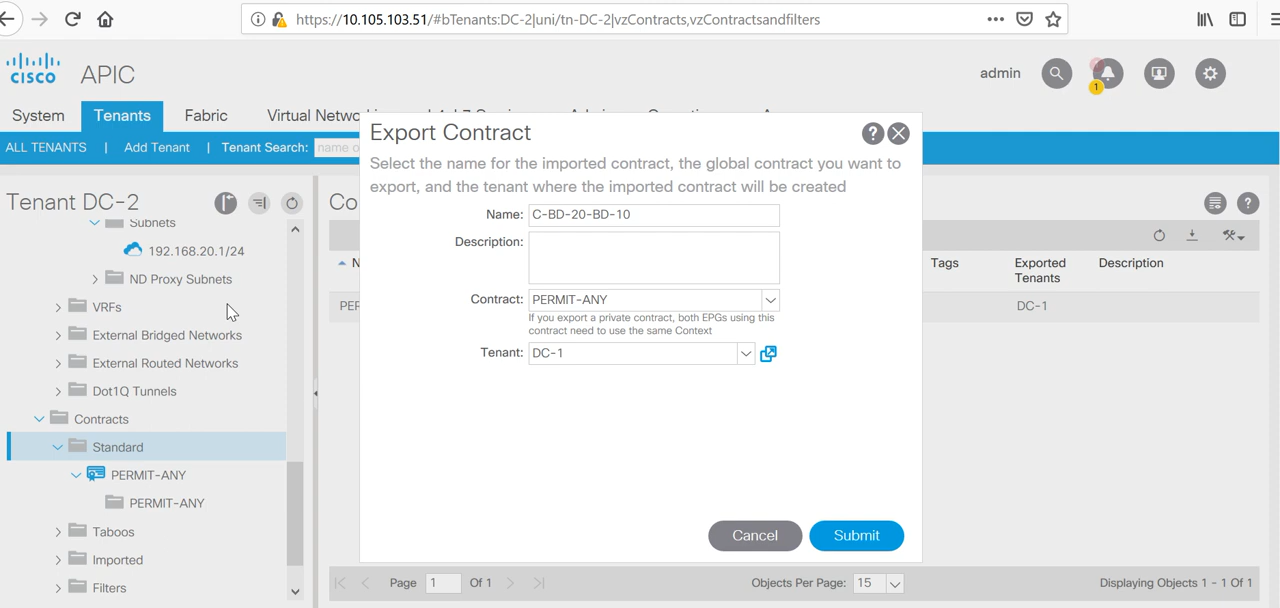 https://10.105.103.51/#bTenants:DC-2|uni/tn-DC-2|vzContracts,vzContractsandfilters
CISCO APIC
admin
1
System Tenants Fabric Virtual Netwo
ALL TENANTS | Add Tenant | Tenant Search: name o
Tenant DC-2
Subnets
192.168.20.1/24
ND Proxy Subnets
VRFs
External Bridged Networks
External Routed Networks
Dot1Q Tunnels
Contracts
Standard
PERMIT-ANY
PERMIT-ANY
Taboos
Imported
Filters
Export Contract
Select the name for the imported contract, the global contract you want to
export, and the tenant where the imported contract will be created
Name: C-BD-20-BD-10
Description:
Contract: PERMIT-ANY
If you export a private contract, both EPGs using this
contract need to use the same Context
Tenant: DC-1
Cancel Submit
Co
N
Tags
Exported
Tenants
Description
PER
DC-1
Page 1 Of 1
Objects Per Page: 15
Displaying Objects 1 - 1 Of 1